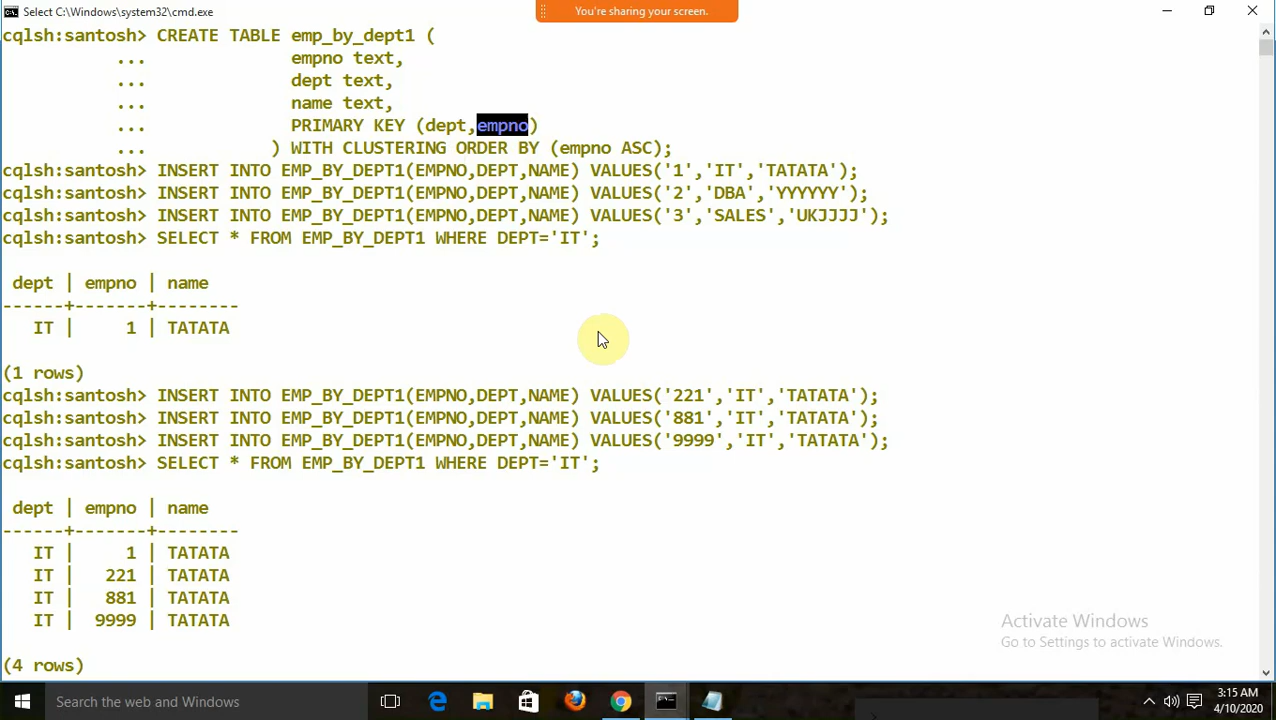 Select C:\Windows\system32\cmd.exe
You're sharing your screen.
cqlsh:santosh> CREATE TABLE emp_by_dept1 (
... empno text,
... dept text,
... name text,
... PRIMARY KEY (dept,empno)
... ) WITH CLUSTERING ORDER BY (empno ASC);
cqlsh:santosh> INSERT INTO EMP_BY_DEPT1(EMPNO,DEPT,NAME) VALUES('1','IT','TATATA');
cqlsh:santosh> INSERT INTO EMP_BY_DEPT1(EMPNO,DEPT,NAME) VALUES('2','DBA','YYYYYY');
cqlsh:santosh> INSERT INTO EMP_BY_DEPT1(EMPNO,DEPT,NAME) VALUES('3','SALES','UKJJJJ');
cqlsh:santosh> SELECT * FROM EMP_BY_DEPT1 WHERE DEPT='IT';
dept | empno | name
------+-------+--------
IT | 1 | TATATA
(1 rows)
cqlsh:santosh> INSERT INTO EMP_BY_DEPT1(EMPNO,DEPT,NAME) VALUES('221','IT','TATATA');
cqlsh:santosh> INSERT INTO EMP_BY_DEPT1(EMPNO,DEPT,NAME) VALUES('881','IT','TATATA');
cqlsh:santosh> INSERT INTO EMP_BY_DEPT1(EMPNO,DEPT,NAME) VALUES('9999','IT','TATATA');
cqlsh:santosh> SELECT * FROM EMP_BY_DEPT1 WHERE DEPT='IT';
dept | empno | name
------+-------+--------
IT | 1 | TATATA
IT | 221 | TATATA
IT | 881 | TATATA
IT | 9999 | TATATA
(4 rows)
Activate Windows
Go to Settings to activate Windows.
Search the web and Windows
3:15 AM
4/10/2020